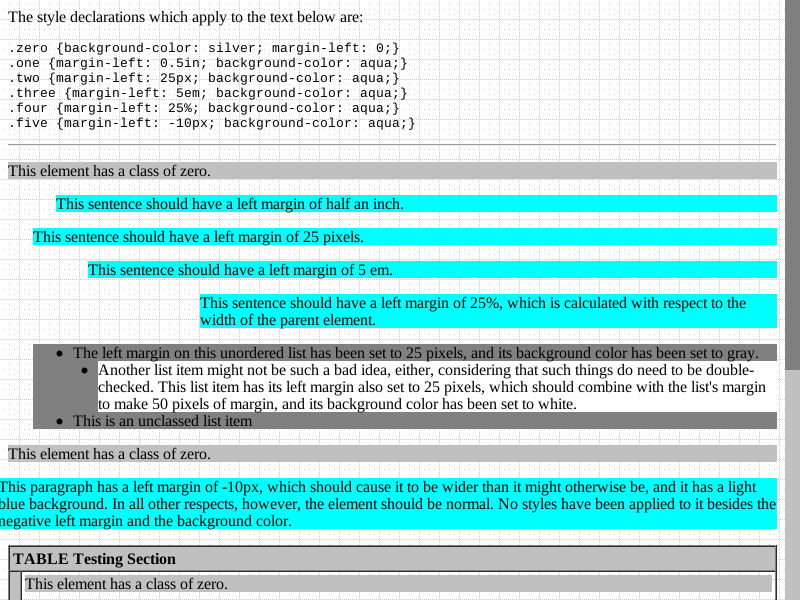 The style declarations which apply to the text below are:
.zero {background-color: silver; margin-left: 0;}
.one {margin-left: 0.5in; background-color: aqua;}
.two {margin-left: 25px; background-color: aqua;}
.three {margin-left: 5em; background-color: aqua;}
.four {margin-left: 25%; background-color: aqua;}
.five {margin-left: -10px; background-color: aqua;}
This element has a class of zero.
This sentence should have a left margin of half an inch.
This sentence should have a left margin of 25 pixels.
This sentence should have a left margin of 5 em.
This sentence should have a left margin of 25%, which is calculated with respect to the
width of the parent element.
The left margin on this unordered list has been set to 25 pixels, and its background color has been set to gray.
Another list item might not be such a bad idea, either, considering that such things do need to be double-
checked. This list item has its left margin also set to 25 pixels, which should combine with the list's margin
to make 50 pixels of margin, and its background color has been set to white.
This is an unclassed list item
This element has a class of zero.
This paragraph has a left margin of -10px, which should cause it to be wider than it might otherwise be, and it has a light
blue background. In all other respects, however, the element should be normal. No styles have been applied to it besides the
negative left margin and the background color.
TABLE Testing Section
This element has a class of zero.